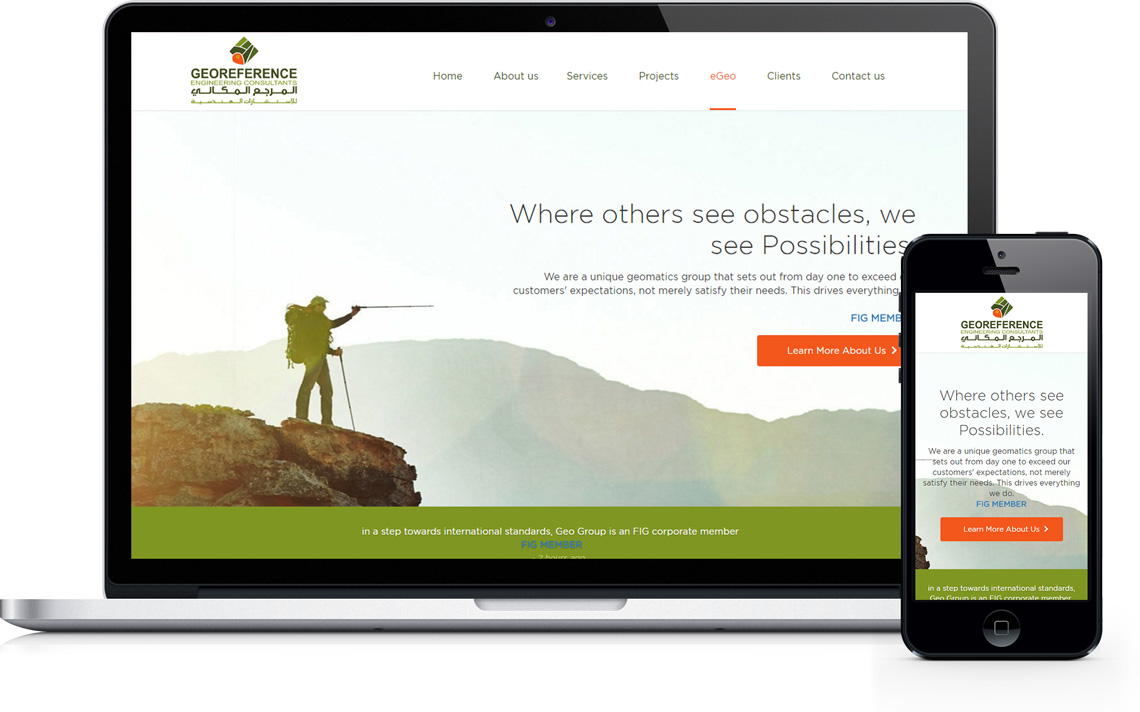 GEOREFERENCE
ENGINEERING CONSULTANTS
المرجع المكاني
للاستشارات الهندسية
Home About us Services Projects eGeo Clients Contact us
Where others see obstacles, we
see Possibilities
We are a unique geomatics group that sets out from day one to exceed
customers' expectations, not merely satisfy their needs. This drives everything
FIG MEMB
Learn More About Us
in a step towards international standards, Geo Group is an FIG corporate member
FIG MEMBER
- 7 hours ago
GEOREFERENCE
ENGINEERING CONSULTANTS
المرجع المكاني
للاستشارات الهندسية
Where others see
obstacles, we see
Possibilities.
We are a unique geomatics group that
sets out from day one to exceed our
customers' expectations, not merely
satisfy their needs. This drives everything
we do.
FIG MEMBER
Learn More About Us
in a step towards international standards,
Geo Group is an FIG corporate member